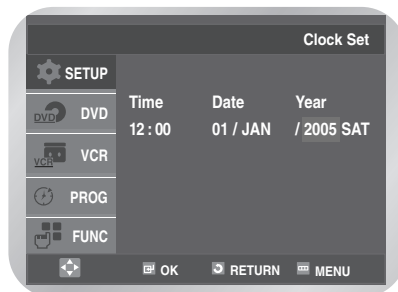 Clock Set
SETUP
DVD DVD
Time Date Year
12 : 00 01 / JAN / 2005 SAT
VCR VCR
PROG
FUNC
OK RETURN MENU